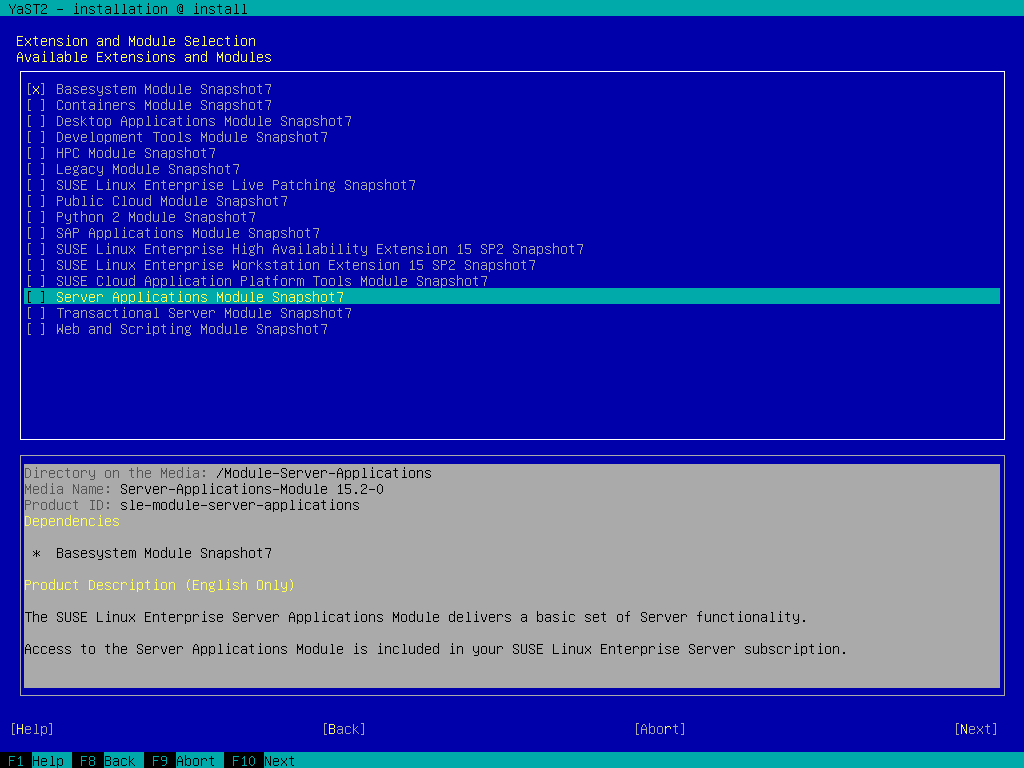 YaST2 - installation @ install
Extension and Module Selection
Available Extensions and Modules
[x] Basesystem Module Snapshot7
[ ] Containers Module Snapshot7
[ ] Desktop Applications Module Snapshot7
[ ] Development Tools Module Snapshot7
[ ] HPC Module Snapshot7
[ ] Legacy Module Snapshot7
[ ] SUSE Linux Enterprise Live Patching Snapshot7
[ ] Public Cloud Module Snapshot7
[ ] Python 2 Module Snapshot7
[ ] SAP Applications Module Snapshot7
[ ] SUSE Linux Enterprise High Availability Extension 15 SP2 Snapshot7
[ ] SUSE Linux Enterprise Workstation Extension 15 SP2 Snapshot7
[ ] SUSE Cloud Application Platform Tools Module Snapshot7
[ ] Server Applications Module Snapshot7
[ ] Transactional Server Module Snapshot7
[ ] Web and Scripting Module Snapshot7
Directory on the Media: /Module-Server-Applications
Media Name: Server-Applications-Module 15.2-0
Product ID: sle-module-server-applications
Dependencies
* Basesystem Module Snapshot7
Product Description (English Only)
The SUSE Linux Enterprise Server Applications Module delivers a basic set of Server functionality.
Access to the Server Applications Module is included in your SUSE Linux Enterprise Server subscription.
[Help] [Back] [Abort] [Next]
F1 Help F8 Back F9 Abort F10 Next